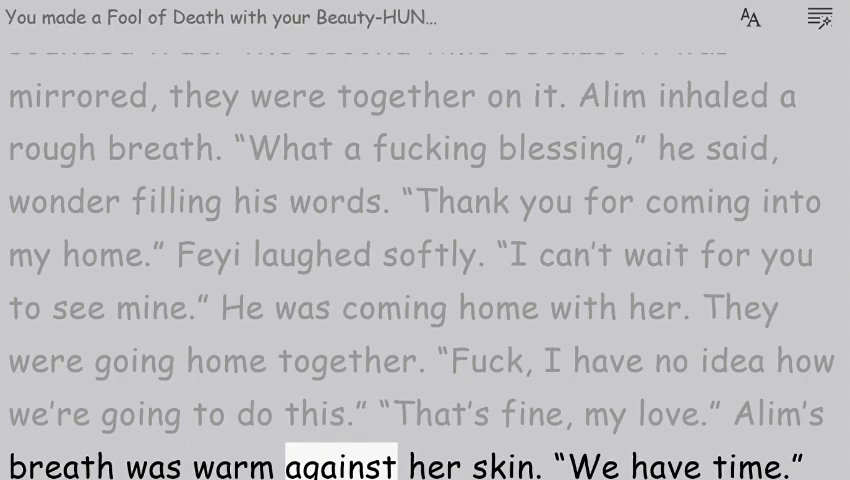 You made a Fool of Death with your Beauty-HUN...
mirrored, they were together on it. Alim inhaled a
rough breath. “What a fucking blessing,” he said,
wonder filling his words. “Thank you for coming into
my home.” Feyi laughed softly. “I can’t wait for you
to see mine.” He was coming home with her. They
were going home together. “Fuck, I have no idea how
we’re going to do this.” “That’s fine, my love.” Alim’s
breath was warm against her skin. “We have time.”